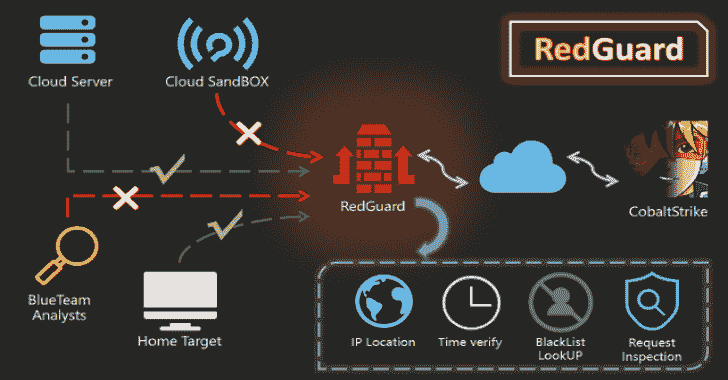 RedGuard
Cloud Server
Cloud SandBOX
RedGuard
CobaltStrike
BlueTeam
Analysts
Home Target
IP Location
Time verify
BlackList
LookUP
Request
Inspection